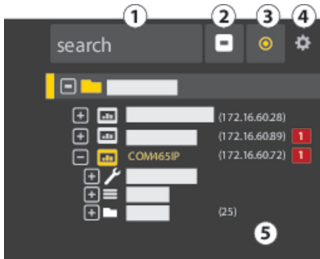 1 2 3 4
search
(172.16.60.28)
(172.16.60.89) 1
COM465IP (172.16.60.72) 1
(25)
5